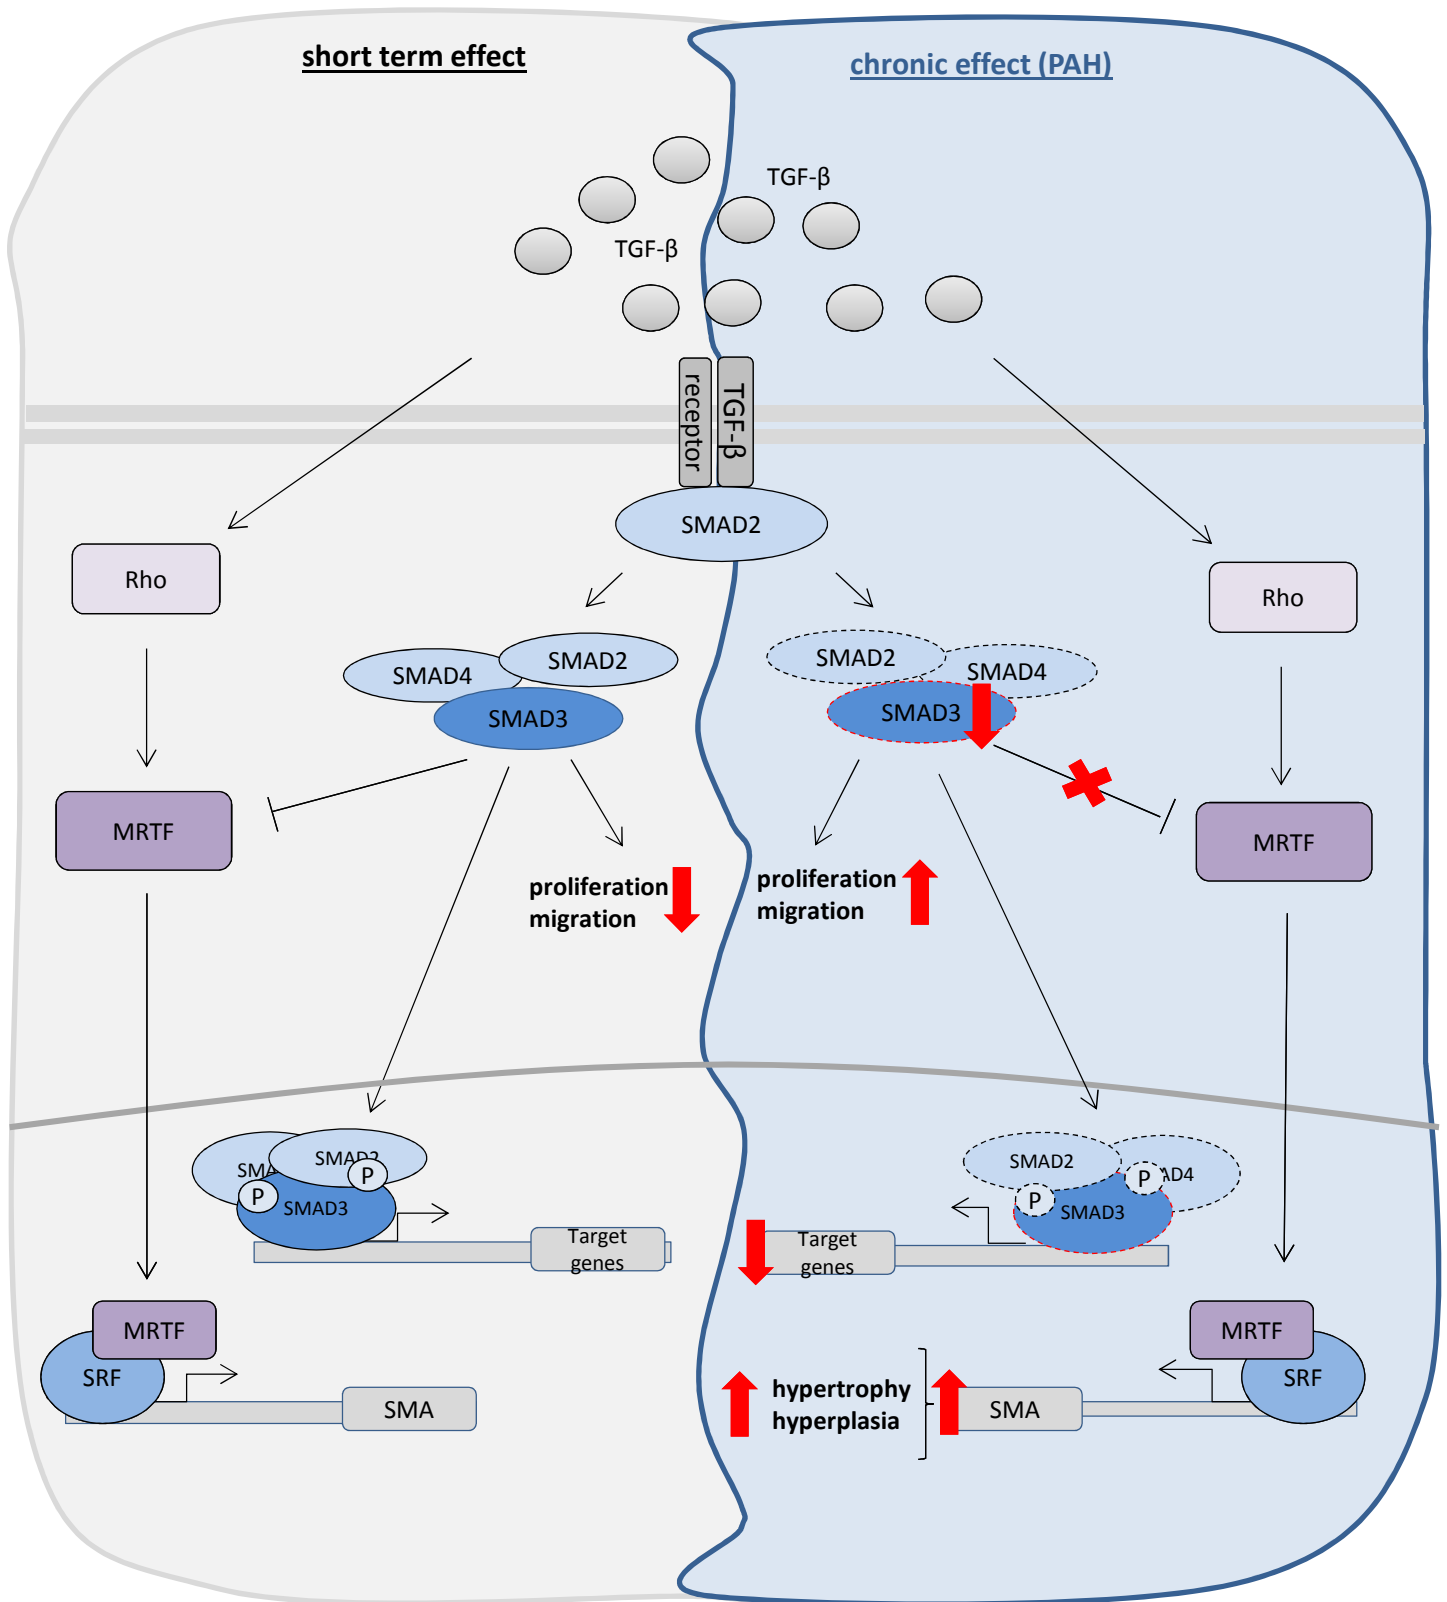 short term effect
chronic effect (PAH)
TGF-β
TGF-β
receptor
TGF-β
SMAD2
Rho
Rho
SMAD4
SMAD2
SMAD3
SMAD2
SMAD4
SMAD3
MRTF
MRTF
proliferation
migration
proliferation
migration
SMAD2
P
P
SMAD3
SMAD2
P
P
SMAD3
Target
genes
Target
genes
MRTF
SRF
SMA
hypertrophy
hyperplasia
SMA
MRTF
SRF